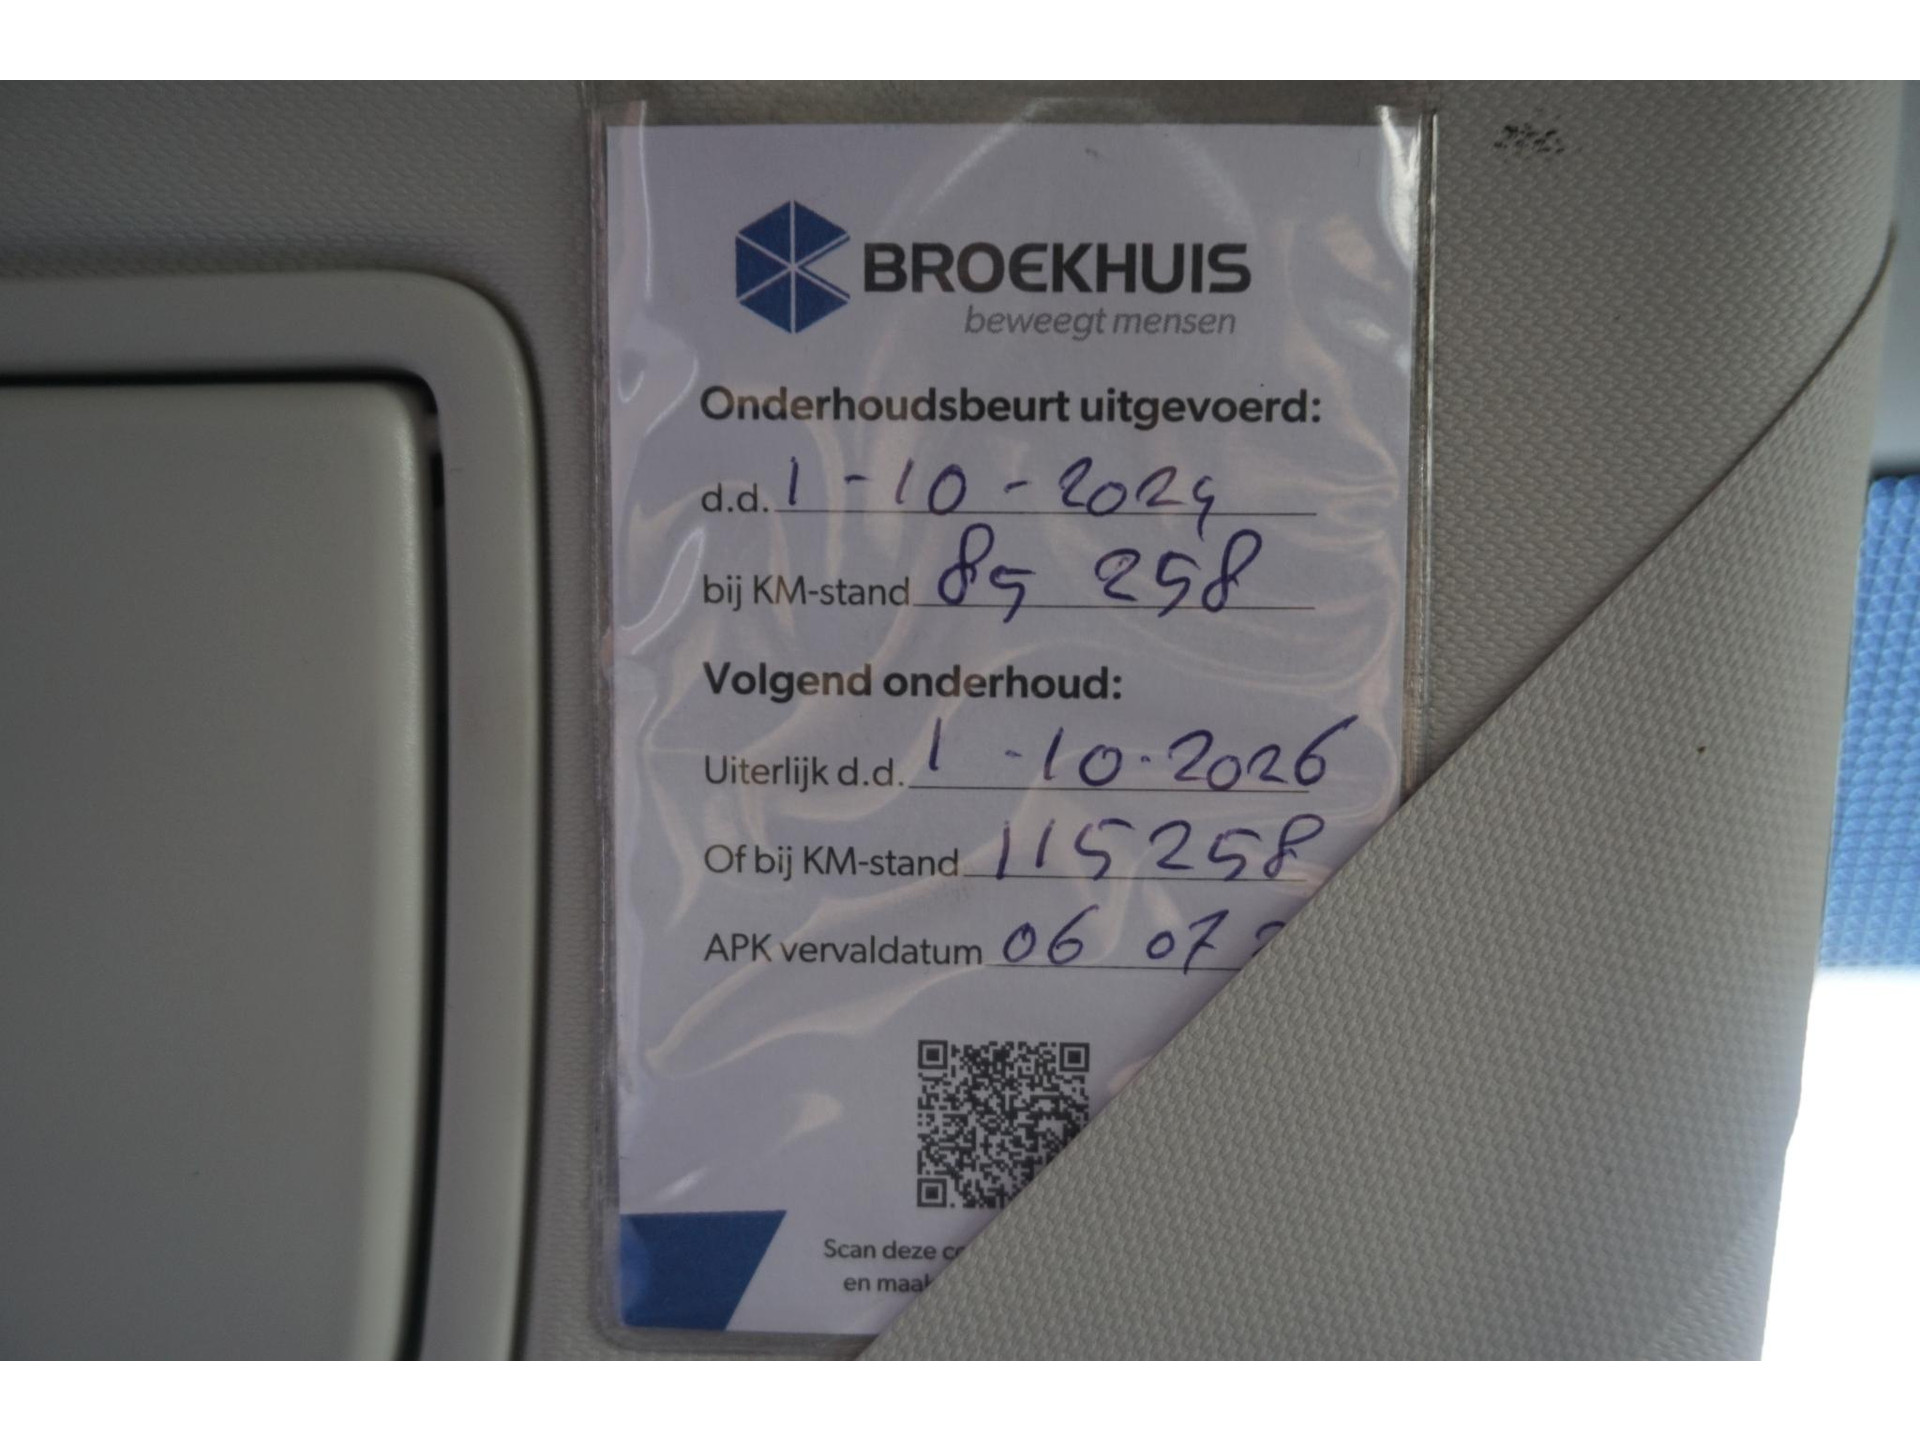 BROEKHUIS
beweegt mensen
Onderhoudsbeurt uitgevoerd:
d.d. 1-10-2024
bij KM-stand 85 258
Volgend onderhoud:
Uiterlijk d.d. 1-10-2026
Of bij KM-stand 115258
APK vervaldatum 06 07
Scan deze
en maak